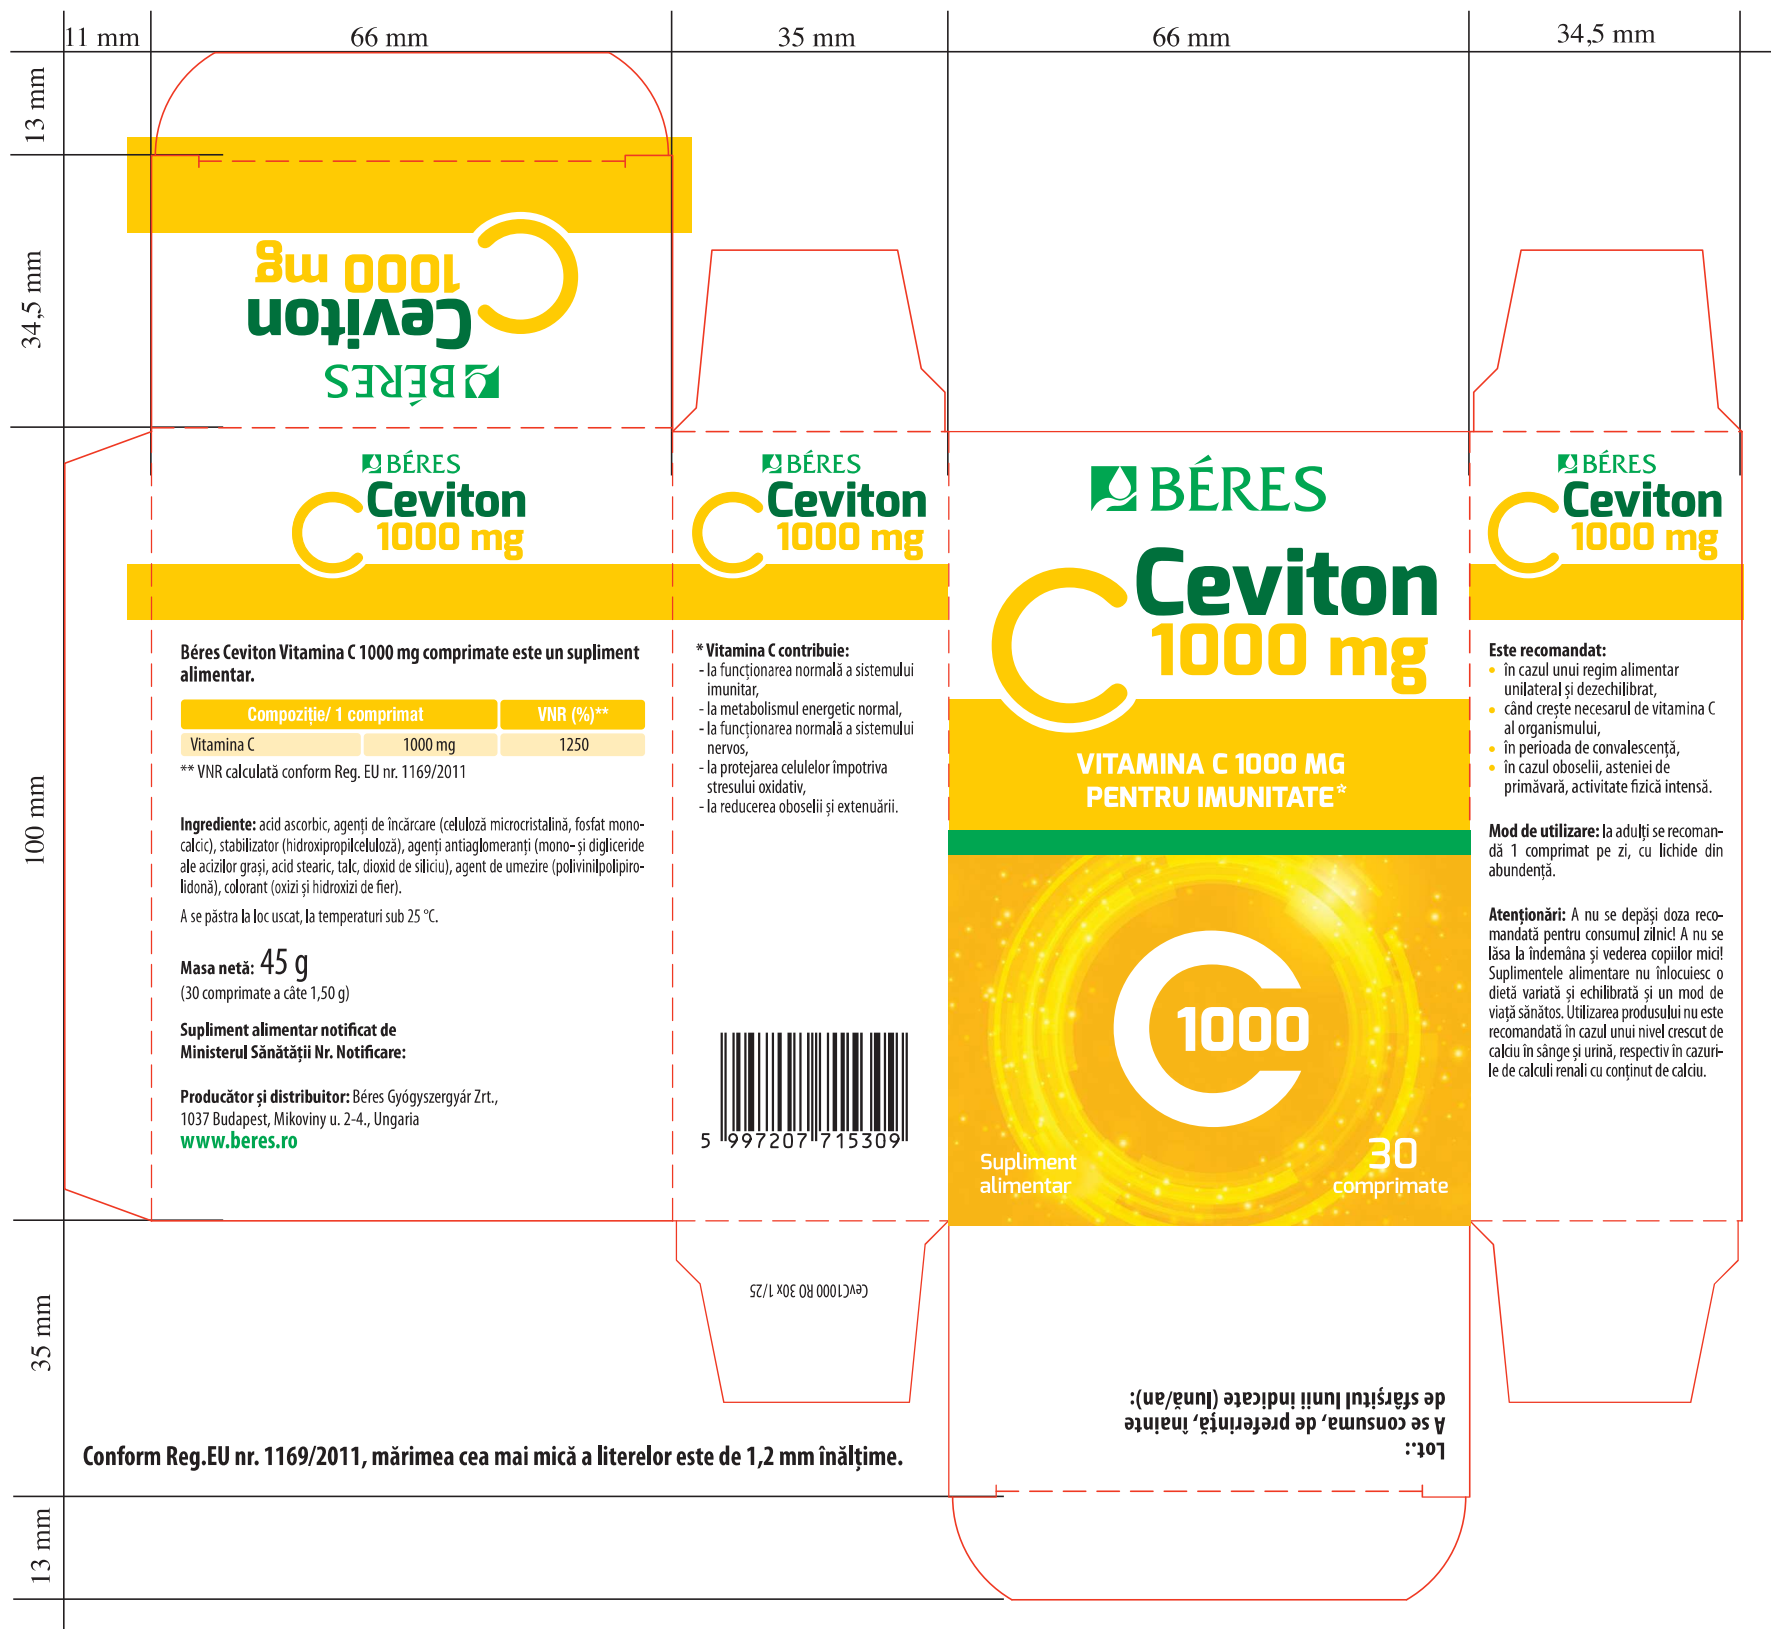 11 mm
66 mm
35 mm
66 mm
34,5 mm
13 mm
34,5 mm
100 mm
35 mm
13 mm
BÉRES
Ceviton
1000 mg
BÉRES
Ceviton
1000 mg
Béres Ceviton Vitamina C 1000 mg comprimate este un supliment
alimentar.
Compoziție/ 1 comprimat VNR (%)**
Vitamina C 1000 mg 1250
** VNR calculată conform Reg. EU nr. 1169/2011
Ingrediente: acid ascorbic, agenți de încărcare (celuloză microcristalină, fosfat mono-
calcic), stabilizator (hidroxipropilceluloză), agenți antiaglomeranți (mono- și digliceride
ale acizilor grași, acid stearic, talc, dioxid de siliciu), agent de umezire (polivinilpolipiro-
lidonă), colorant (oxizi și hidroxizi de fier).
A se păstra la loc uscat, la temperaturi sub 25 °C.
Masa netă: 45 g
(30 comprimate a câte 1,50 g)
Supliment alimentar notificat de
Ministerul Sănătății Nr. Notificare:
Producător și distribuitor: Béres Gyógyszergyár Zrt.,
1037 Budapest, Mikoviny u. 2-4., Ungaria
www.beres.ro
BÉRES
Ceviton
1000 mg
* Vitamina C contribuie:
- la funcționarea normală a sistemului
imunitar,
- la metabolismul energetic normal,
- la funcționarea normală a sistemului
nervos,
- la protejarea celulelor împotriva
stresului oxidativ,
- la reducerea oboselii și extenuării.
5 997207 715309
CevC1000 RO 30x 1/25
BÉRES
Ceviton
1000 mg
VITAMINA C 1000 MG
PENTRU IMUNITATE*
C
1000
Supliment
alimentar
30
comprimate
Lot.:
A se consuma, de preferință, înainte
de sfârșitul lunii indicate (lună/an):
BÉRES
Ceviton
1000 mg
Este recomandat:
• în cazul unui regim alimentar
unilateral și dezechilibrat,
• când crește necesarul de vitamina C
al organismului,
• în perioada de convalescență,
• în cazul oboselii, asteniei de
primăvară, activitate fizică intensă.
Mod de utilizare: la adulți se recoman-
dă 1 comprimat pe zi, cu lichide din
abundență.
Atenționări: A nu se depăși doza reco-
mandată pentru consumul zilnic! A nu se
lăsa la îndemâna și vederea copiilor mici!
Suplimentele alimentare nu înlocuiesc o
dietă variată și echilibrată și un mod de
viață sănătos. Utilizarea produsului nu este
recomandată în cazul unui nivel crescut de
calciu în sânge și urină, respectiv în cazuri-
le de calculi renali cu conținut de calciu.
Conform Reg.EU nr. 1169/2011, mărimea cea mai mică a literelor este de 1,2 mm înălțime.